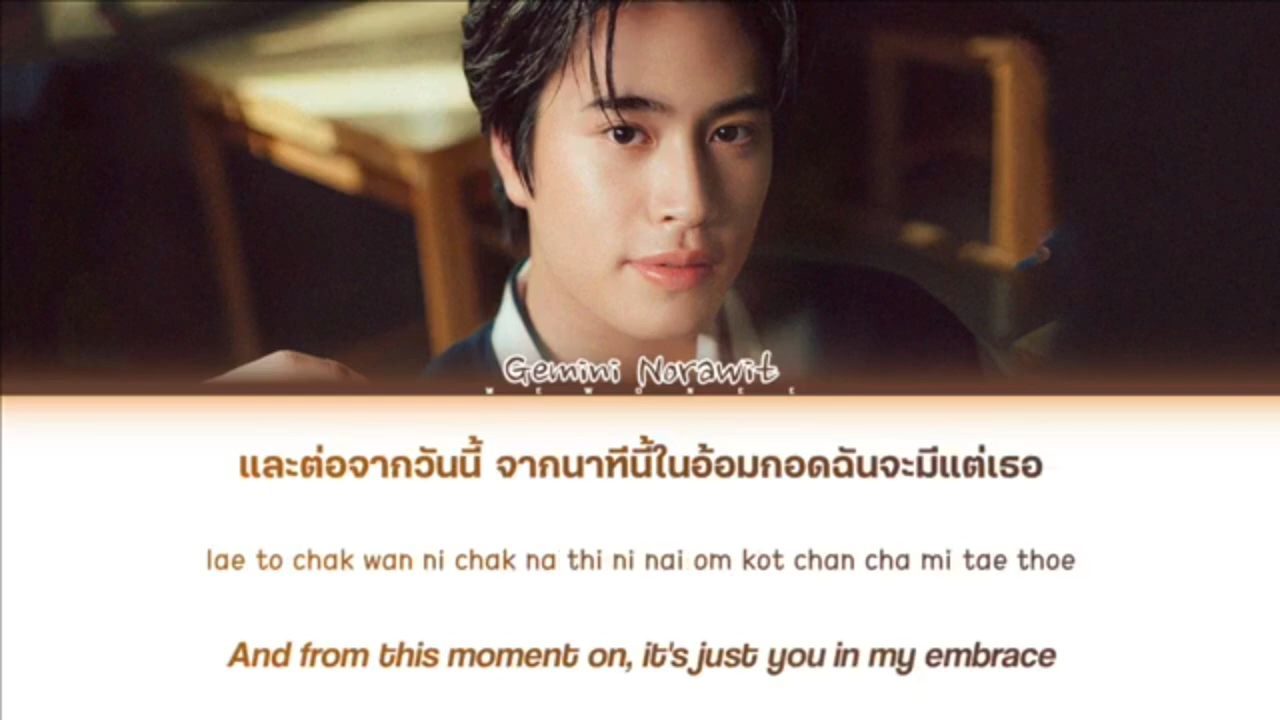 Gemini Norawit
และต่อจากวันนี้ จากนาทีนี้ในอ้อมกอดฉันจะมีแต่เธอ
lae to chak wan ni chak na thi ni nai om kot chan cha mi tae thoe
And from this moment on, it's just you in my embrace